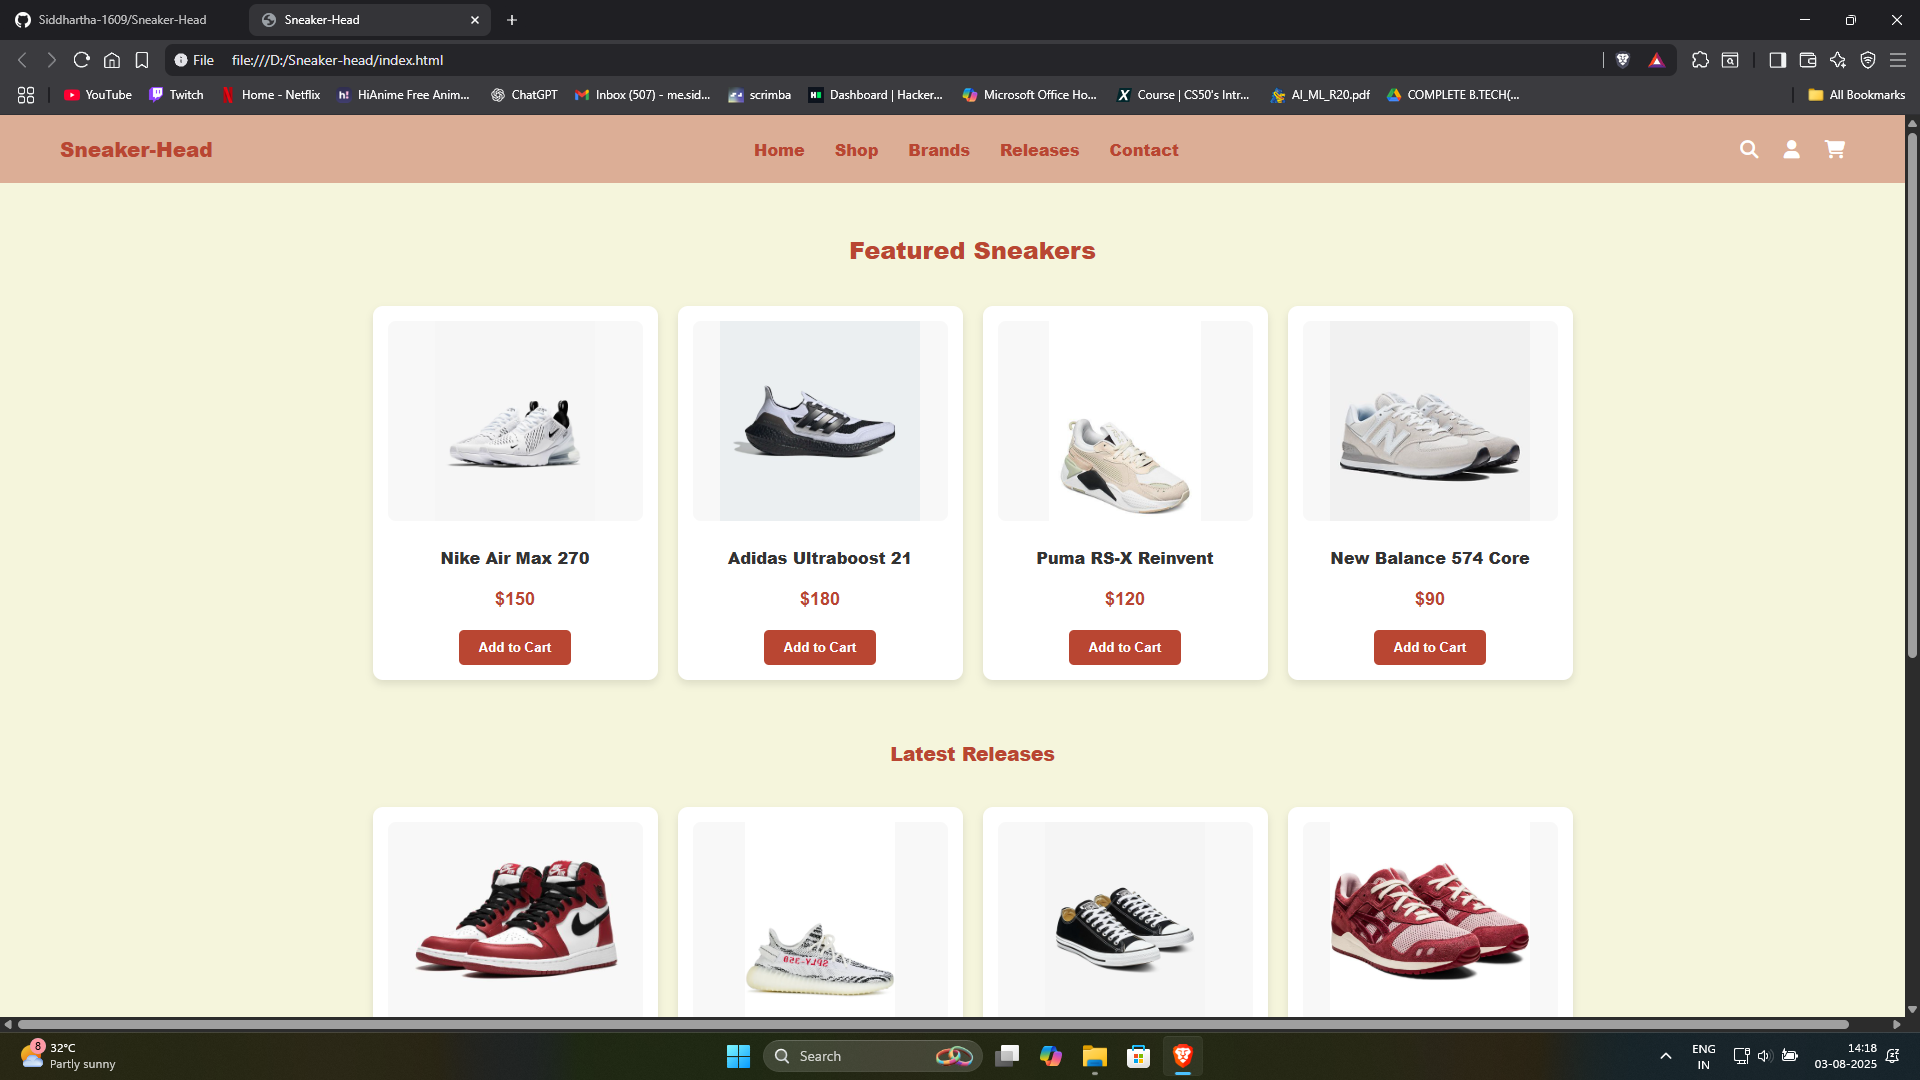 Siddhartha-1609/Sneaker-Head
Sneaker-Head
File file:///D:/Sneaker-head/index.html
YouTube Twitch Home - Netflix HiAnime Free Anim... ChatGPT Inbox (507) - me.sid... scrimba Dashboard | Hacker... Microsoft Office Ho... Course | CS50's Intr... AI_ML_R20.pdf COMPLETE B.TECH(... All Bookmarks
Sneaker-Head Home Shop Brands Releases Contact
Featured Sneakers
Nike Air Max 270 Adidas Ultraboost 21 Puma RS-X Reinvent New Balance 574 Core
$150 $180 $120 $90
Add to Cart Add to Cart Add to Cart Add to Cart
Latest Releases
8
32°C
Partly sunny
Search
ENG
IN
14:18
03-08-2025